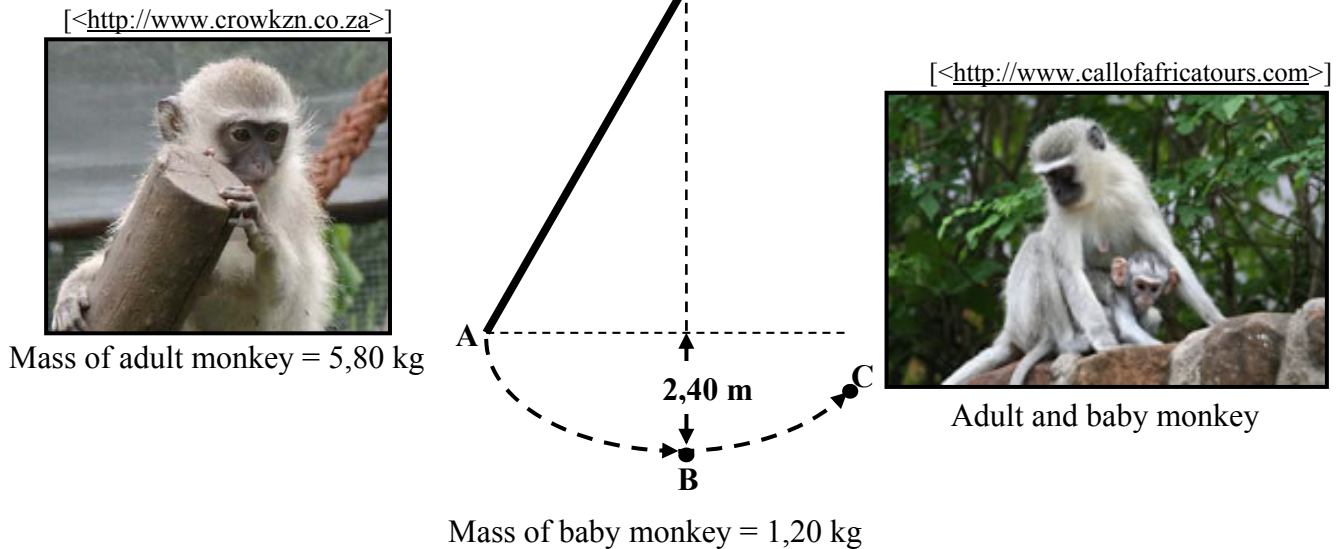 [<http://www.crowkzn.co.za>]
[<http://www.callofafricatours.com>]
A
Mass of adult monkey = 5,80 kg
2,40 m
C
Adult and baby monkey
B
Mass of baby monkey = 1,20 kg